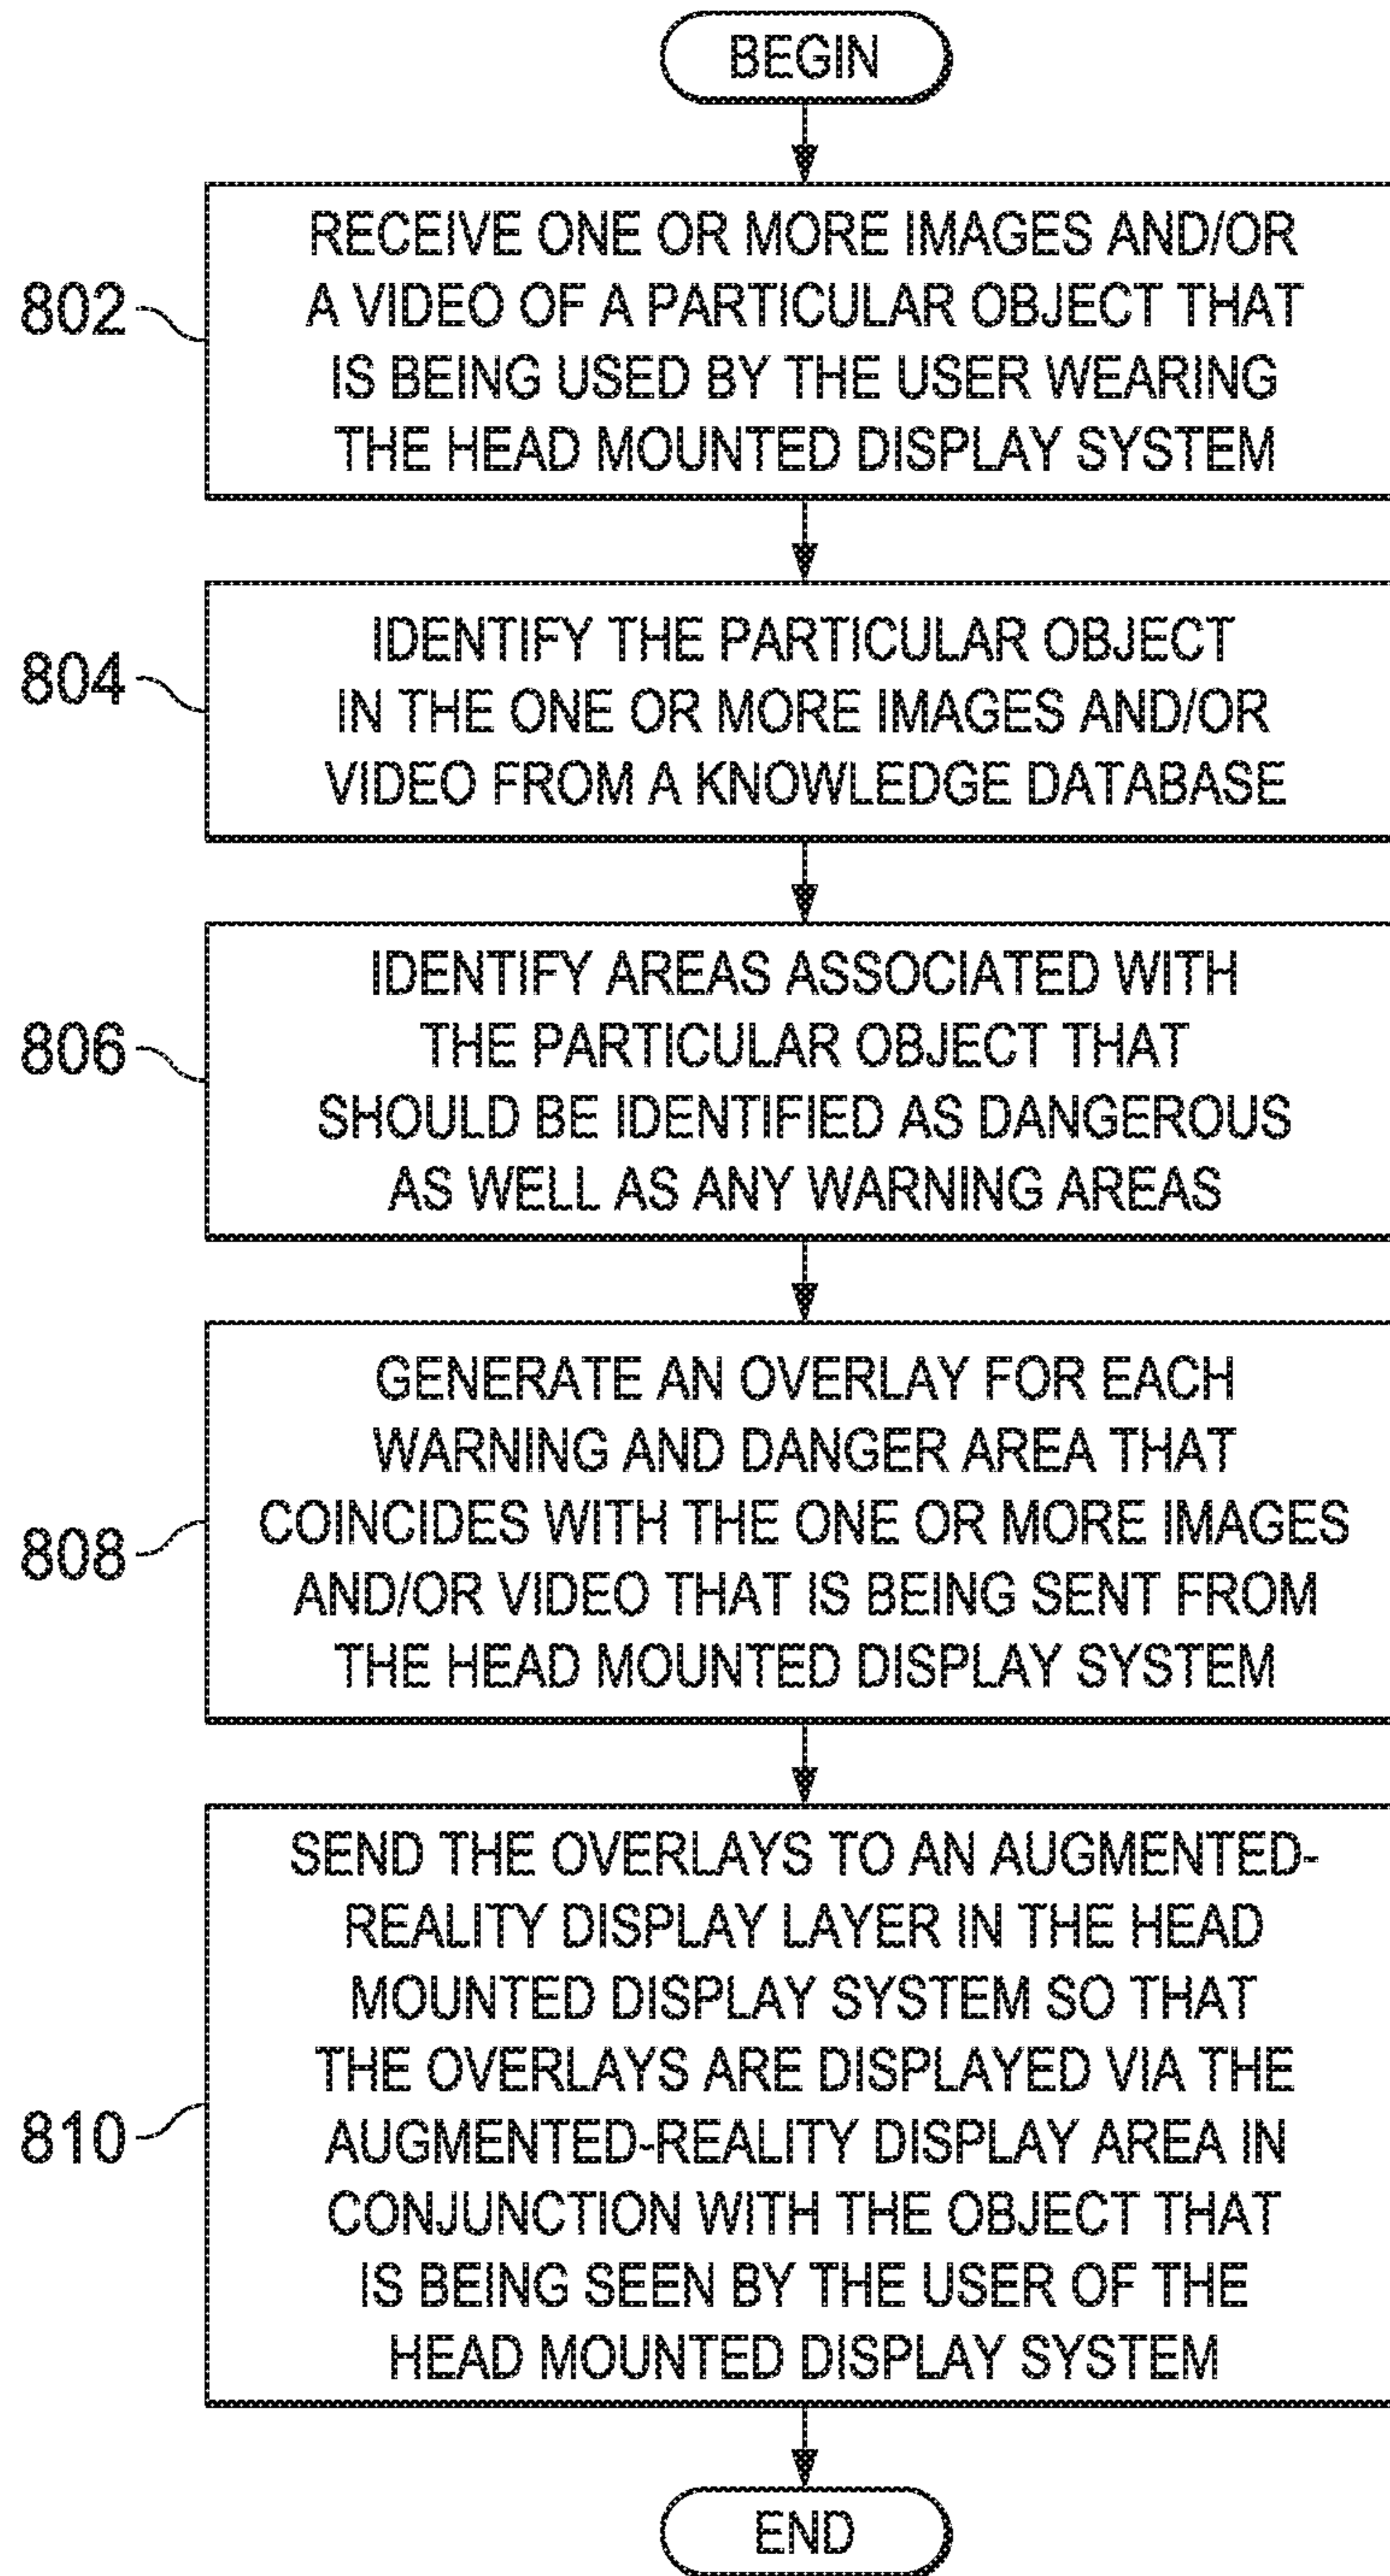 BEGIN
802
RECEIVE ONE OR MORE IMAGES AND/OR
A VIDEO OF A PARTICULAR OBJECT THAT
IS BEING USED BY THE USER WEARING
THE HEAD MOUNTED DISPLAY SYSTEM
804
IDENTIFY THE PARTICULAR OBJECT
IN THE ONE OR MORE IMAGES AND/OR
VIDEO FROM A KNOWLEDGE DATABASE
806
IDENTIFY AREAS ASSOCIATED WITH
THE PARTICULAR OBJECT THAT
SHOULD BE IDENTIFIED AS DANGEROUS
AS WELL AS ANY WARNING AREAS
808
GENERATE AN OVERLAY FOR EACH
WARNING AND DANGER AREA THAT
COINCIDES WITH THE ONE OR MORE IMAGES
AND/OR VIDEO THAT IS BEING SENT FROM
THE HEAD MOUNTED DISPLAY SYSTEM
810
SEND THE OVERLAYS TO AN AUGMENTED-
REALITY DISPLAY LAYER IN THE HEAD
MOUNTED DISPLAY SYSTEM SO THAT
THE OVERLAYS ARE DISPLAYED VIA THE
AUGMENTED-REALITY DISPLAY AREA IN
CONJUNCTION WITH THE OBJECT THAT
IS BEING SEEN BY THE USER OF THE
HEAD MOUNTED DISPLAY SYSTEM
END